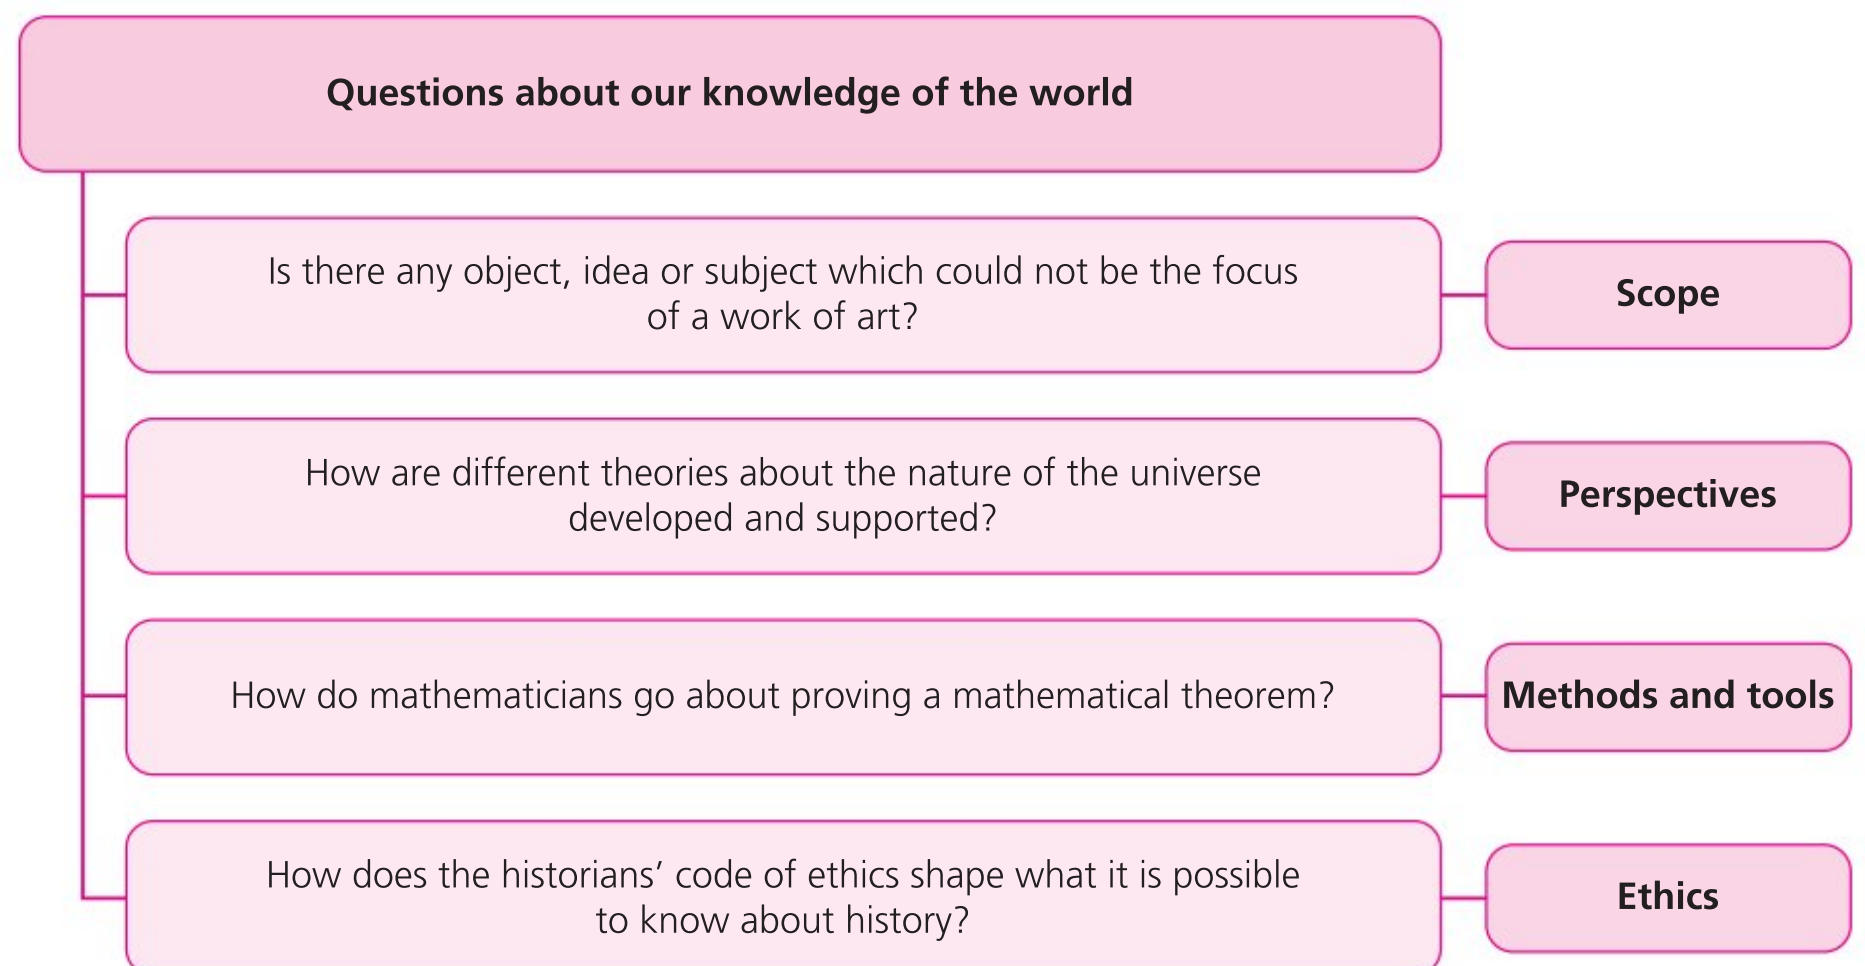 Questions about our knowledge of the world
Is there any object, idea or subject which could not be the focus
of a work of art?
Scope
How are different theories about the nature of the universe
developed and supported?
Perspectives
How do mathematicians go about proving a mathematical theorem?
Methods and tools
How does the historians’ code of ethics shape what it is possible
to know about history?
Ethics